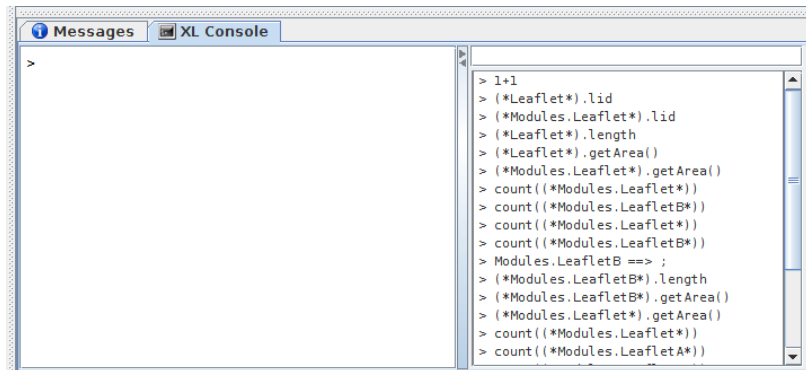 Messages XL Console
>
> 1+1
> (*Leaflet*).lid
> (*Modules.Leaflet*).lid
> (*Leaflet*).length
> (*Leaflet*).getArea()
> (*Modules.Leaflet*).getArea()
> count((*Modules.Leaflet*))
> count((*Modules.LeafletB*))
> count((*Modules.Leaflet*))
> count((*Modules.LeafletB*))
> Modules.LeafletB ==> ;
> (*Modules.LeafletB*).length
> (*Modules.LeafletB*).getArea()
> (*Modules.Leaflet*).getArea()
> count((*Modules.Leaflet*))
> count((*Modules.LeafletA*))